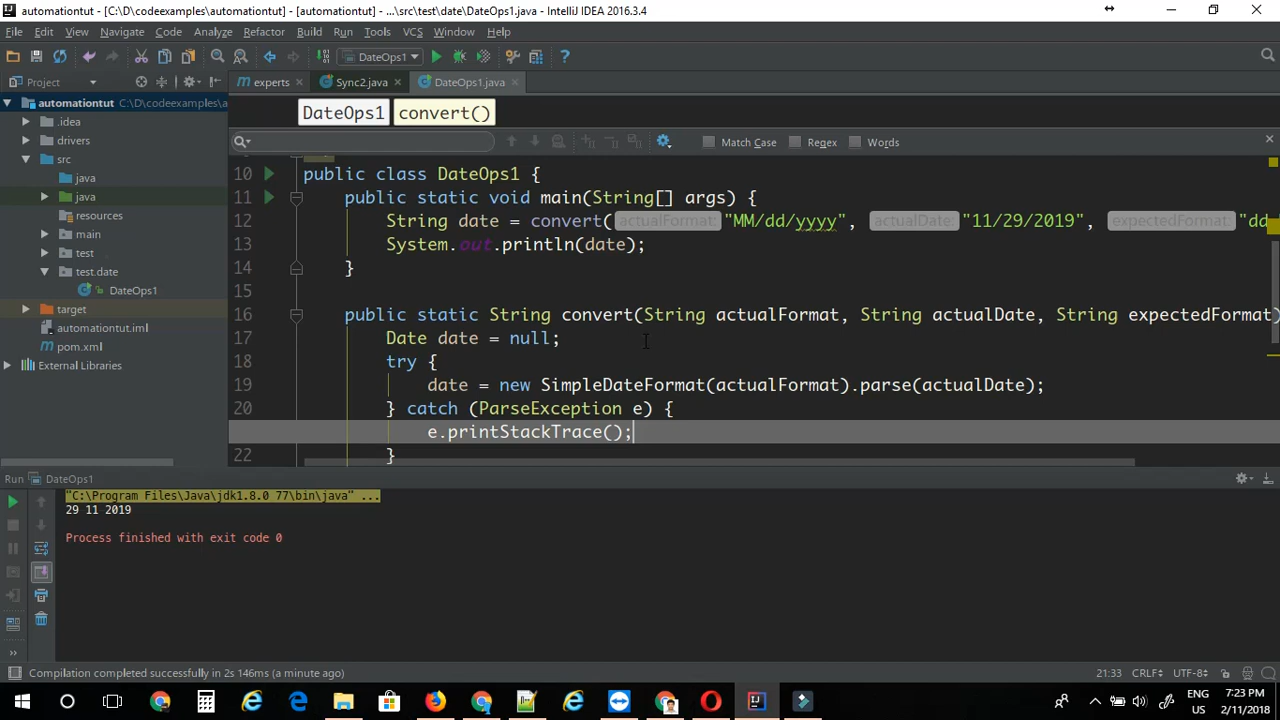 automationtut - [C:\D\codeexamples\automationtut] - [automationtut] - ...\src\test\date\DateOps1.java - IntelliJ IDEA 2016.3.4
File Edit View Navigate Code Analyze Refactor Build Run Tools VCS Window Help
DateOps1
Project
experts Sync2.java DateOps1.java
automationtut C:\D\codeexamples\a
.idea
drivers
src
java
java
resources
main
test
test.date
DateOps1
target
automationtut.iml
pom.xml
External Libraries
DateOps1 convert()
Match Case Regex Words
10 public class DateOps1 {
11 public static void main(String[] args) {
12 String date = convert( actualFormat: "MM/dd/yyyy", actualDate: "11/29/2019", expectedFormat: "dd
13 System.out.println(date);
14 }
15
16 public static String convert(String actualFormat, String actualDate, String expectedFormat)
17 Date date = null;
18 try {
19 date = new SimpleDateFormat(actualFormat).parse(actualDate);
20 } catch (ParseException e) {
e.printStackTrace();
22 }
Run DateOps1
"C:\Program Files\Java\jdk1.8.0_77\bin\java" ...
29 11 2019
Process finished with exit code 0
Compilation completed successfully in 2s 146ms (a minute ago)
21:33 CRLF÷ UTF-8÷
ENG
US
7:23 PM
2/11/2018